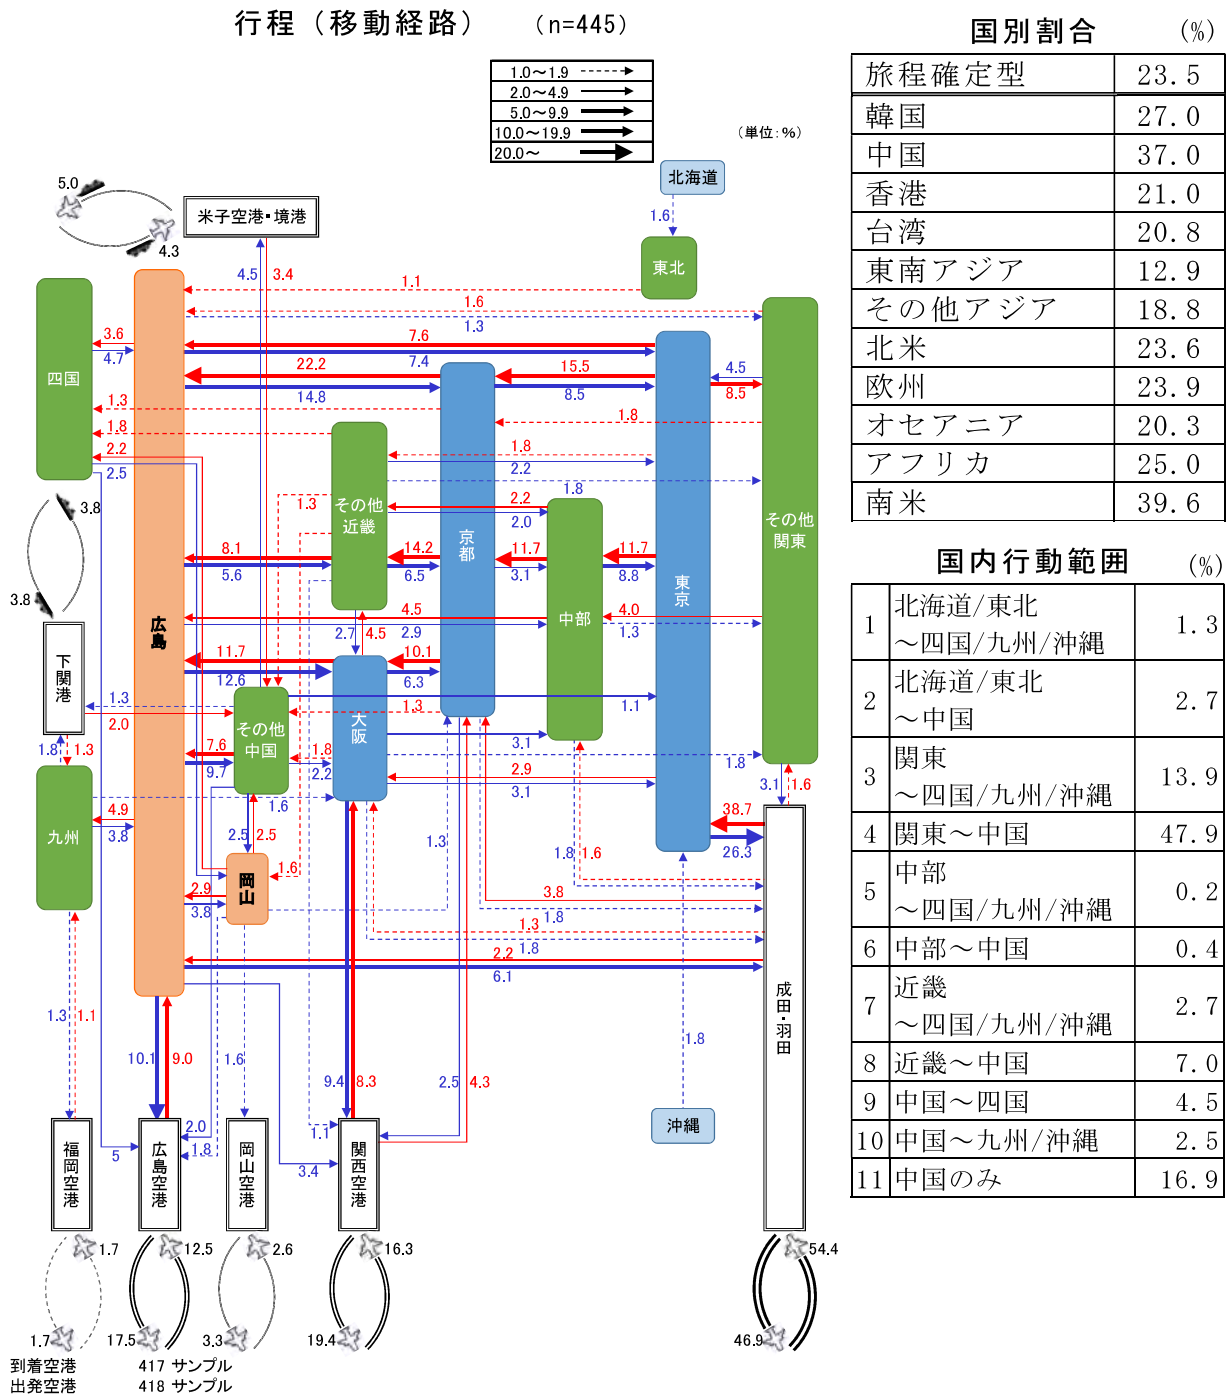 行程（移動経路）　（n=445）
1.0～1.9
2.0～4.9
5.0～9.9
10.0～19.9
20.0～
（単位：%）
北海道
1.6
東北
5.0
4.3
米子空港・境港
4.5
3.4
1.1
1.6
1.3
3.6
4.7
四国
7.6
7.4
22.2
14.8
15.5
8.5
4.5
8.5
1.3
1.8
1.8
2.2
2.5
1.8
2.2
1.8
1.3
その他
近畿
2.2
2.0
京都
その他
関東
3.8
3.8
8.1
5.6
14.2
6.5
11.7
3.1
11.7
8.8
東京
広島
4.5
2.9
中部
4.0
1.3
2.7
4.5
下関港
11.7
12.6
10.1
6.3
1.3
2.0
その他
中国
大阪
1.3
1.1
1.8
1.3
7.6
9.7
1.8
2.2
3.1
1.8
2.9
3.1
3.1
1.6
九州
4.9
3.8
1.6
2.5
2.5
1.3
38.7
26.3
1.8
1.6
岡山
1.6
2.9
3.8
3.8
1.8
1.3
1.8
2.2
6.1
成田・羽田
1.3
1.1
10.1
9.0
1.6
9.4
8.3
2.5
4.3
1.8
沖縄
5
2.0
1.8
1.1
3.4
福岡空港
広島空港
岡山空港
関西空港
1.7
12.5
2.6
16.3
54.4
1.7
17.5
3.3
19.4
46.9
到着空港　417 サンプル
出発空港　418 サンプル
国別割合　(%)
旅程確定型 23.5
韓国 27.0
中国 37.0
香港 21.0
台湾 20.8
東南アジア 12.9
その他アジア 18.8
北米 23.6
欧州 23.9
オセアニア 20.3
アフリカ 25.0
南米 39.6
国内行動範囲　(%)
1 北海道/東北
～四国/九州/沖縄 1.3
2 北海道/東北
～中国 2.7
3 関東
～四国/九州/沖縄 13.9
4 関東～中国 47.9
5 中部
～四国/九州/沖縄 0.2
6 中部～中国 0.4
7 近畿
～四国/九州/沖縄 2.7
8 近畿～中国 7.0
9 中国～四国 4.5
10 中国～九州/沖縄 2.5
11 中国のみ 16.9